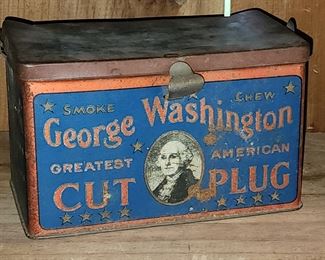 SMOKE CHEW
George Washington
GREATEST AMERICAN
CUT PLUG